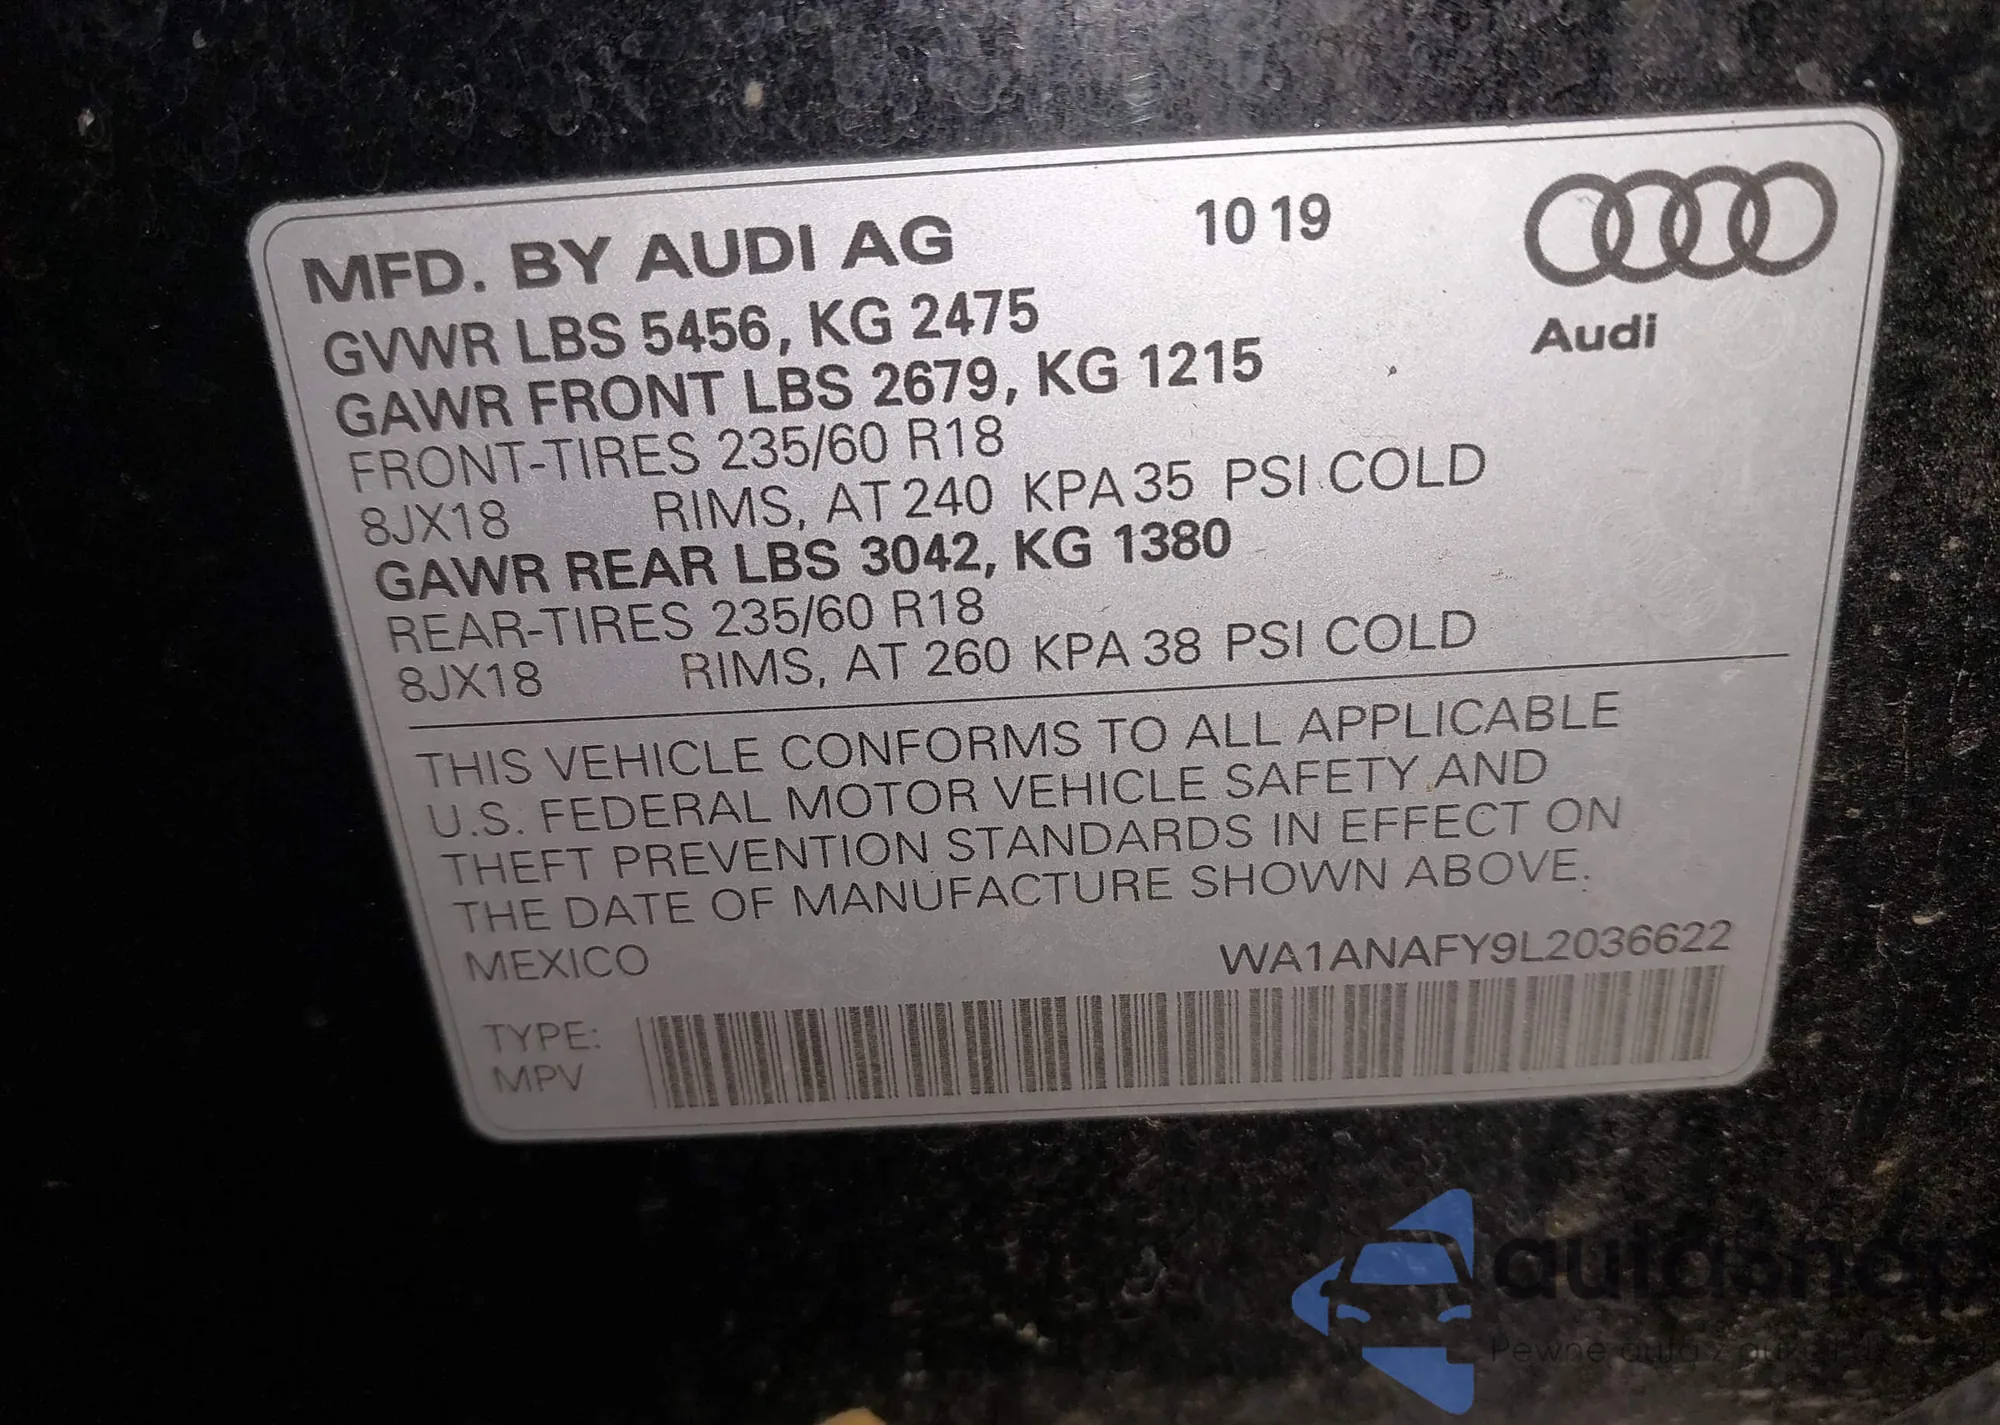 MFD. BY AUDI AG 10 19
GVWR LBS 5456, KG 2475
Audi
GAWR FRONT LBS 2679, KG 1215
FRONT-TIRES 235/60 R18
8JX18 RIMS, AT 240 KPA 35 PSI COLD
GAWR REAR LBS 3042, KG 1380
REAR-TIRES 235/60 R18
8JX18 RIMS, AT 260 KPA 38 PSI COLD
THIS VEHICLE CONFORMS TO ALL APPLICABLE
U.S. FEDERAL MOTOR VEHICLE SAFETY AND
THEFT PREVENTION STANDARDS IN EFFECT ON
THE DATE OF MANUFACTURE SHOWN ABOVE.
MEXICO WA1ANAFY9L2036622
TYPE:
MPV
autosnap
Pewne auta z